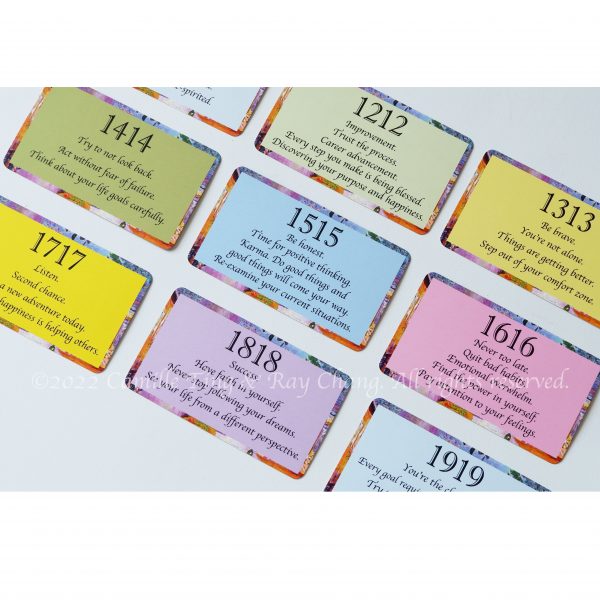 -spirited.
1414
Try to not look back.
Act without fear of failure.
Think about your life goals carefully.
1212
Improvement.
Trust the process.
Career advancement.
Every step you make is being blessed.
Discovering your purpose and happiness.
1313
Be brave.
You're not alone.
Things are getting better.
Step out of your comfort zone.
1717
Listen.
Second chance.
a new adventure today.
happiness is helping others.
1515
Be honest.
Time for positive thinking.
Karma. Do good things and
good things will come your way.
Re-examine your current situations.
1616
Never too late.
Quit bad habits.
Emotional overwhelm.
Find the power in yourself.
Pay attention to your feelings.
1818
Success.
Have faith in yourself.
Never stop following your dreams.
See your life from a different perspective.
1919
You're the
Every goal
Try
©2022 Camille Ting & Ray Chang. All rights reserved.